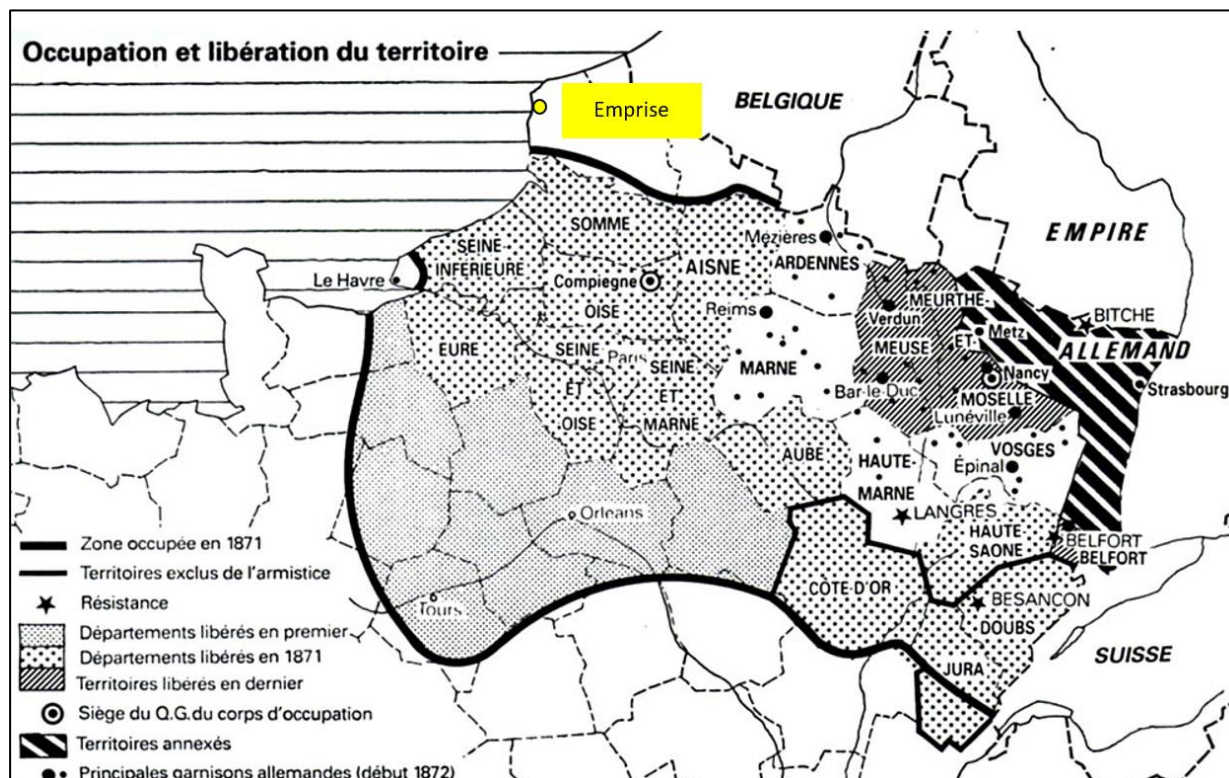 Occupation et libération du territoire
Emprise
BELGIQUE
EMPIRE
ALLEMAND
SOMME
SEINE-
INFÉRIEURE
Le Havre
Compiègne
OISE
AISNE
Mézières
ARDENNES
Reims
MEURTHE-
ET-
MOSELLE
Verdun
MEUSE
Metz
BITCHE
Nancy
Strasbourg
Bar-le-Duc
Lunéville
EURE
SEINE
ET
OISE
Paris
SEINE
ET
MARNE
MARNE
AUBE
HAUTE-
MARNE
LANGRES
VOSGES
Épinal
HAUTE
SAONE
BELFORT
BELFORT
Orleans
Tours
CÔTE-D'OR
BESANÇON
DOUBS
JURA
SUISSE
Zone occupée en 1871
Territoires exclus de l'armistice
Résistance
Départements libérés en premier
Départements libérés en 1871
Territoires libérés en dernier
Siège du Q.G.du corps d'occupation
Territoires annexés
Principales garnisons allemandes (début 1872)